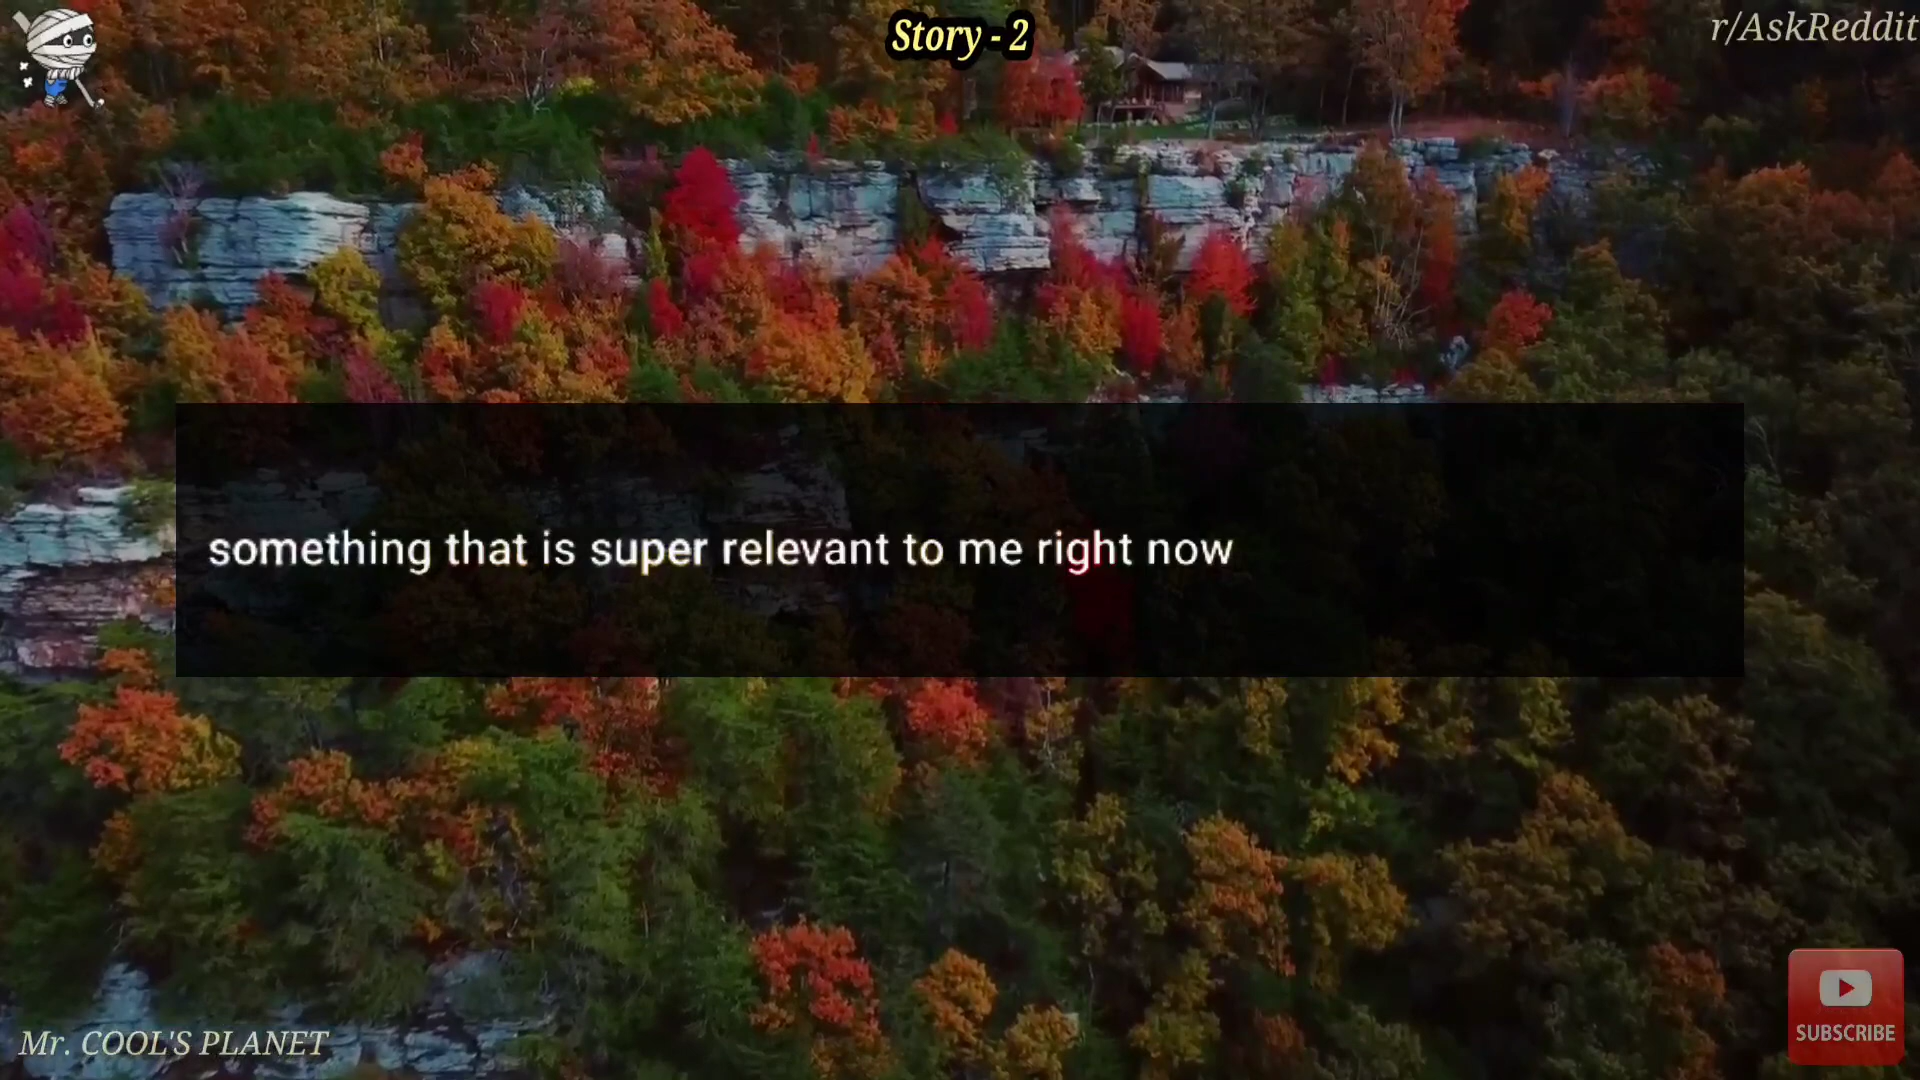 Story - 2
r/AskReddit
something that is super relevant to me right now
Mr. COOL'S PLANET
SUBSCRIBE